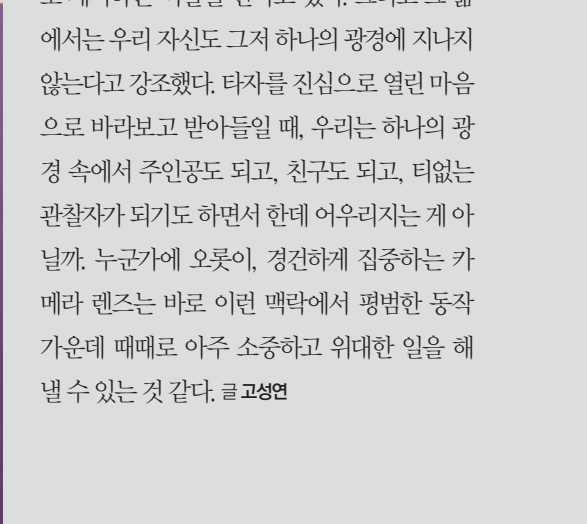 에서는 우리 자신도 그저 하나의 광경에 지나지
않는다고 강조했다. 타자를 진심으로 열린 마음
으로 바라보고 받아들일 때, 우리는 하나의 광
경 속에서 주인공도 되고, 친구도 되고, 티없는
관찰자가 되기도 하면서 한데 어우러지는 게 아
닐까. 누군가에 오롯이, 경건하게 집중하는 카
메라 렌즈는 바로 이런 맥락에서 평범한 동작
가운데 때때로 아주 소중하고 위대한 일을 해
낼 수 있는 것 같다. 글 고성연